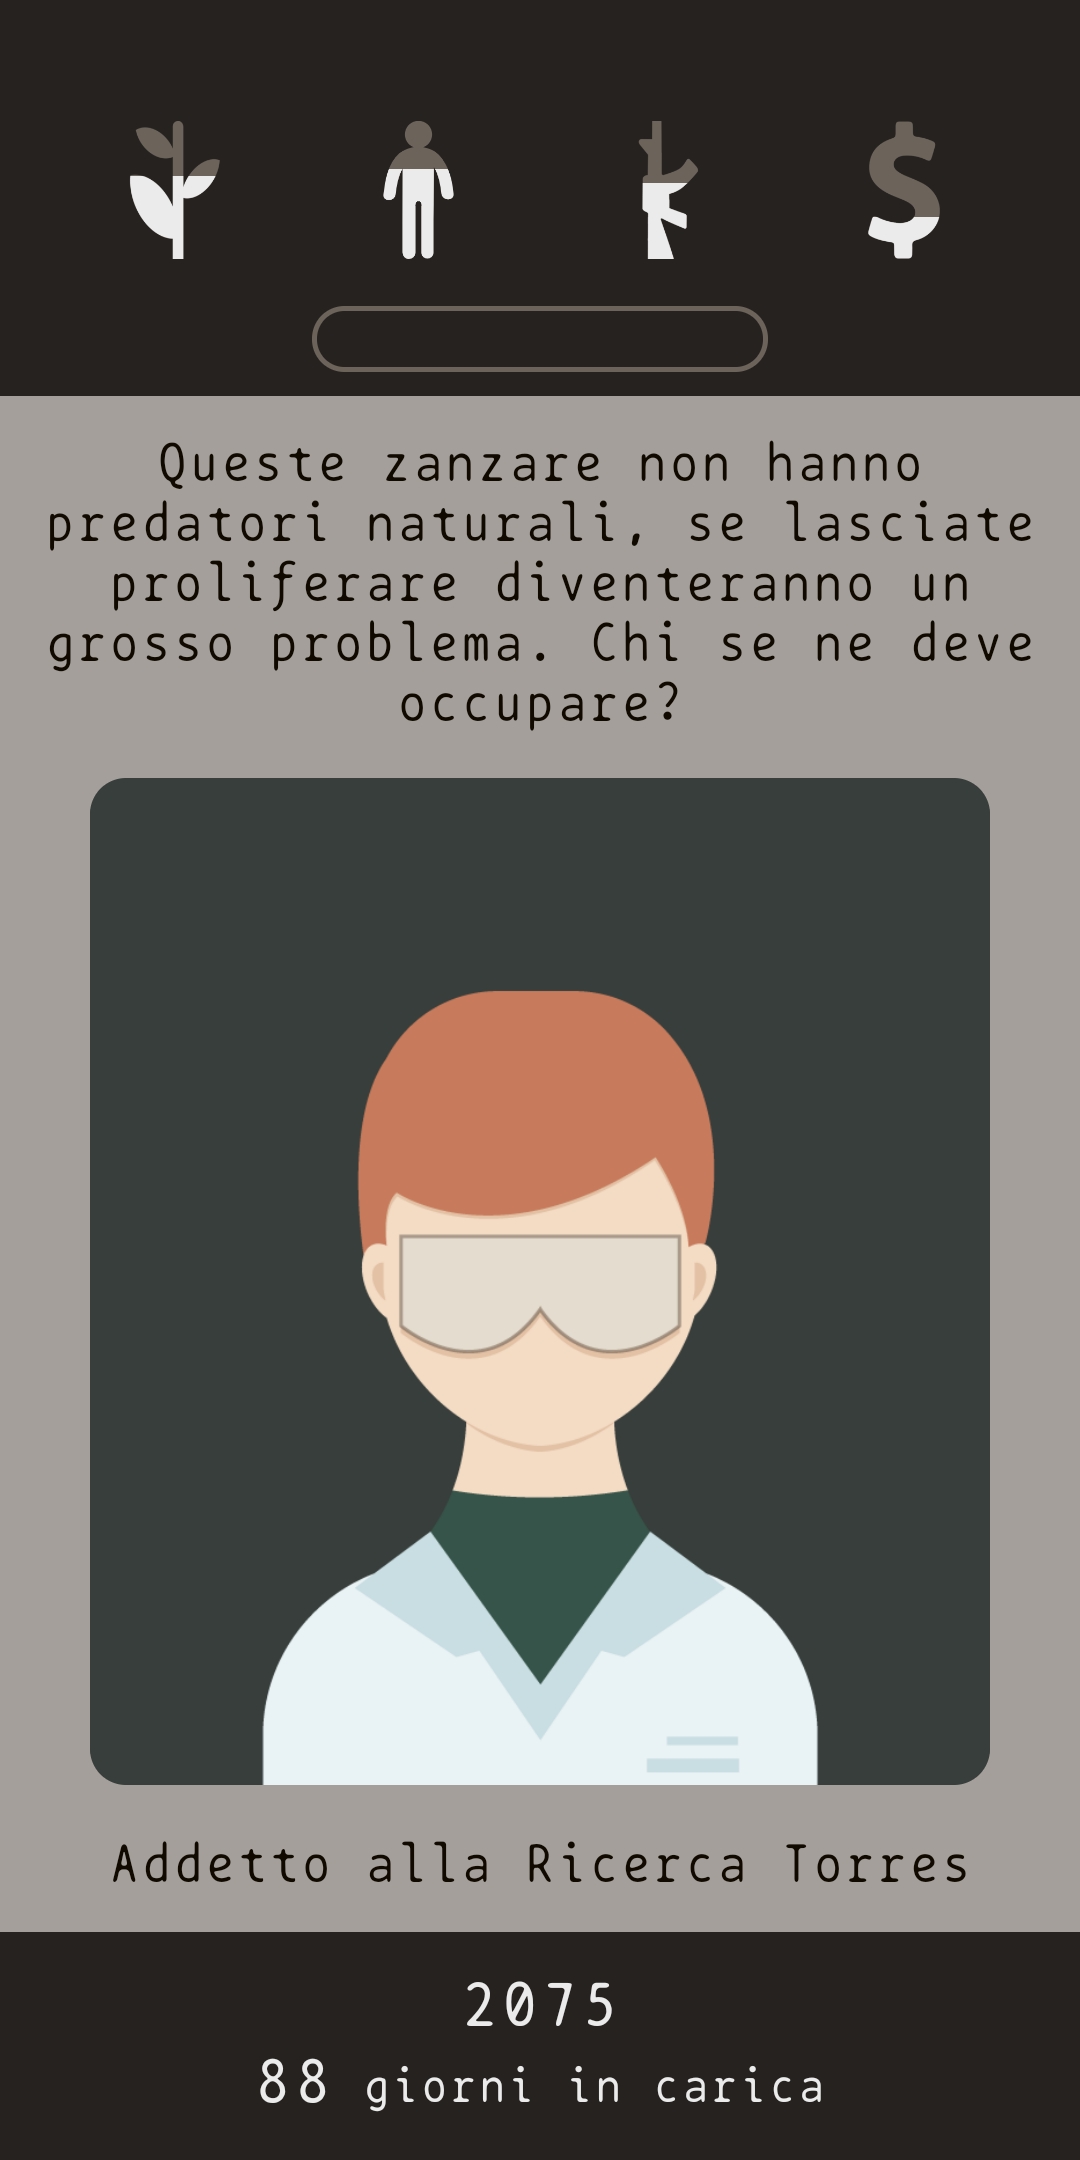 Queste zanzare non hanno
predatori naturali, se lasciate
proliferare diventeranno un
grosso problema. Chi se ne deve
occupare?
Addetto alla Ricerca Torres
2075
88 giorni in carica